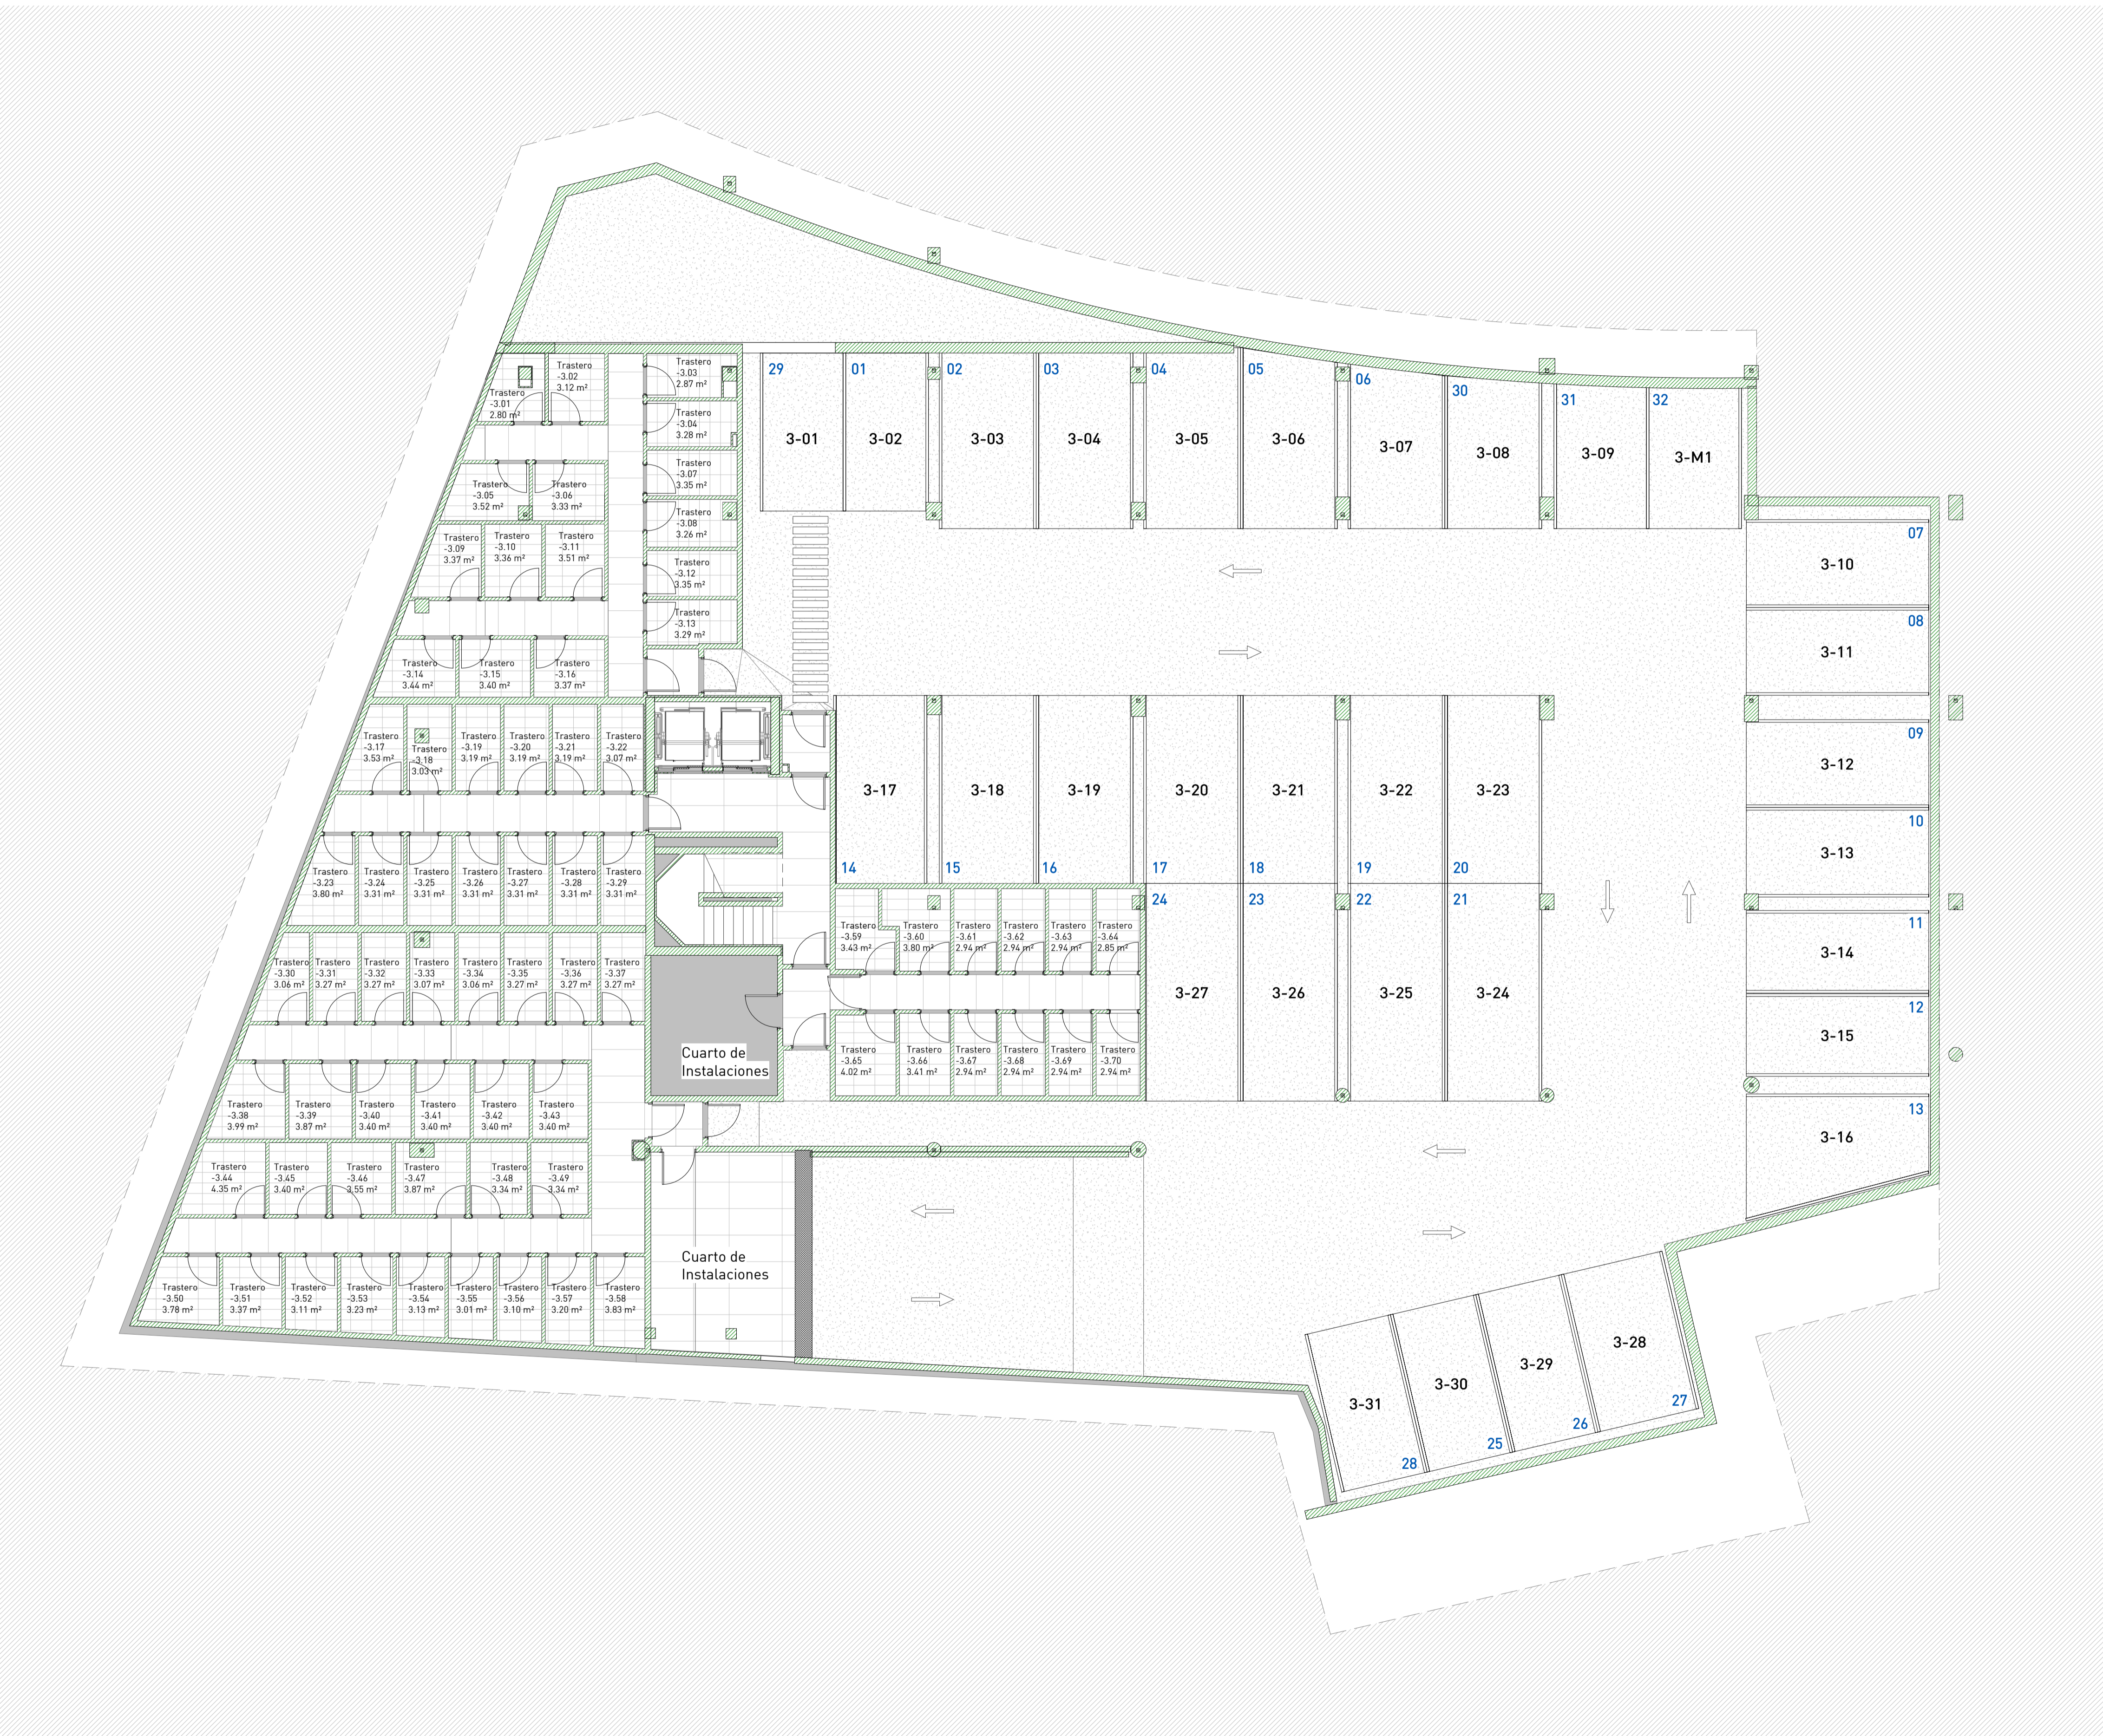 Trastero
-3.01
2.80 m²
Trastero
-3.02
3.12 m²
Trastero
-3.03
2.87 m²
Trastero
-3.04
3.28 m²
Trastero
-3.05
3.52 m²
Trastero
-3.06
3.33 m²
Trastero
-3.07
3.35 m²
Trastero
-3.08
3.26 m²
Trastero
-3.09
3.37 m²
Trastero
-3.10
3.36 m²
Trastero
-3.11
3.51 m²
Trastero
-3.12
3.35 m²
Trastero
-3.13
3.29 m²
Trastero
-3.14
3.44 m²
Trastero
-3.15
3.40 m²
Trastero
-3.16
3.37 m²
Trastero
-3.17
3.53 m²
Trastero
-3.18
3.03 m²
Trastero
-3.19
3.19 m²
Trastero
-3.20
3.19 m²
Trastero
-3.21
3.19 m²
Trastero
-3.22
3.07 m²
Trastero
-3.23
3.80 m²
Trastero
-3.24
3.31 m²
Trastero
-3.25
3.31 m²
Trastero
-3.26
3.31 m²
Trastero
-3.27
3.31 m²
Trastero
-3.28
3.31 m²
Trastero
-3.29
3.31 m²
Trastero
-3.30
3.06 m²
Trastero
-3.31
3.27 m²
Trastero
-3.32
3.27 m²
Trastero
-3.33
3.07 m²
Trastero
-3.34
3.06 m²
Trastero
-3.35
3.27 m²
Trastero
-3.36
3.27 m²
Trastero
-3.37
3.27 m²
Trastero
-3.38
3.99 m²
Trastero
-3.39
3.87 m²
Trastero
-3.40
3.40 m²
Trastero
-3.41
3.40 m²
Trastero
-3.42
3.40 m²
Trastero
-3.43
3.40 m²
Trastero
-3.44
4.35 m²
Trastero
-3.45
3.40 m²
Trastero
-3.46
3.55 m²
Trastero
-3.47
3.87 m²
Trastero
-3.48
3.34 m²
Trastero
-3.49
3.34 m²
Trastero
-3.50
3.78 m²
Trastero
-3.51
3.37 m²
Trastero
-3.52
3.11 m²
Trastero
-3.53
3.23 m²
Trastero
-3.54
3.13 m²
Trastero
-3.55
3.01 m²
Trastero
-3.56
3.10 m²
Trastero
-3.57
3.20 m²
Trastero
-3.58
3.83 m²
Cuarto de
Instalaciones
Cuarto de
Instalaciones
Trastero
-3.59
3.43 m²
Trastero
-3.60
3.80 m²
Trastero
-3.61
2.94 m²
Trastero
-3.62
2.94 m²
Trastero
-3.63
2.94 m²
Trastero
-3.64
2.85 m²
Trastero
-3.65
4.02 m²
Trastero
-3.66
3.41 m²
Trastero
-3.67
2.94 m²
Trastero
-3.68
2.94 m²
Trastero
-3.69
2.94 m²
Trastero
-3.70
2.94 m²
29
3-01
01
3-02
02
3-03
03
3-04
04
3-05
05
3-06
06
3-07
30
3-08
31
3-09
32
3-M1
07
3-10
08
3-11
09
3-12
10
3-13
11
3-14
12
3-15
13
3-16
3-17
14
3-18
15
3-19
16
3-20
17
3-21
18
3-22
19
3-23
20
24
3-27
23
3-26
22
3-25
21
3-24
3-28
27
3-29
26
3-30
25
3-31
28